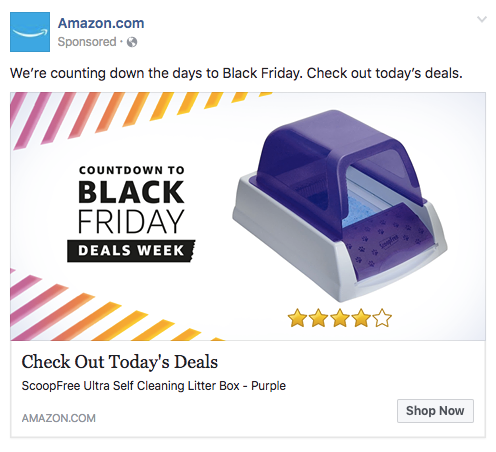 Amazon.com
Sponsored ·
We're counting down the days to Black Friday. Check out today's deals.
COUNTDOWN TO
BLACK
FRIDAY
DEALS WEEK
ScoopFree
Check Out Today's Deals
ScoopFree Ultra Self Cleaning Litter Box - Purple
AMAZON.COM
Shop Now